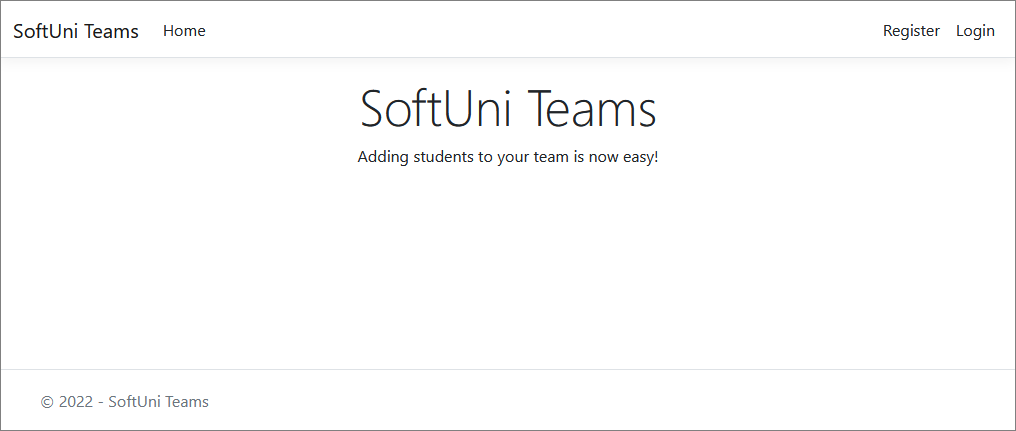 SoftUni Teams Home Register Login
SoftUni Teams
Adding students to your team is now easy!
© 2022 - SoftUni Teams